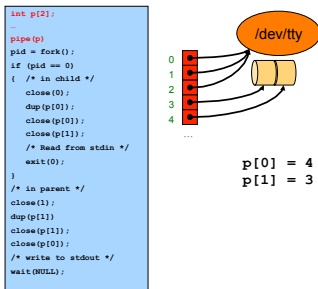 int p[2];
…
pipe(p)
pid = fork();
if (pid == 0)
{  /* in child */
close(0);
dup(p[0]);
close(p[0]);
close(p[1]);
/* Read from stdin */
exit(0);
}
/* in parent */
close(1);
dup(p[1])
close(p[1]);
close(p[0]);
/* write to stdout */
wait(NULL);
/dev/tty
0
1
2
3
4
…
p[0] = 4
p[1] = 3